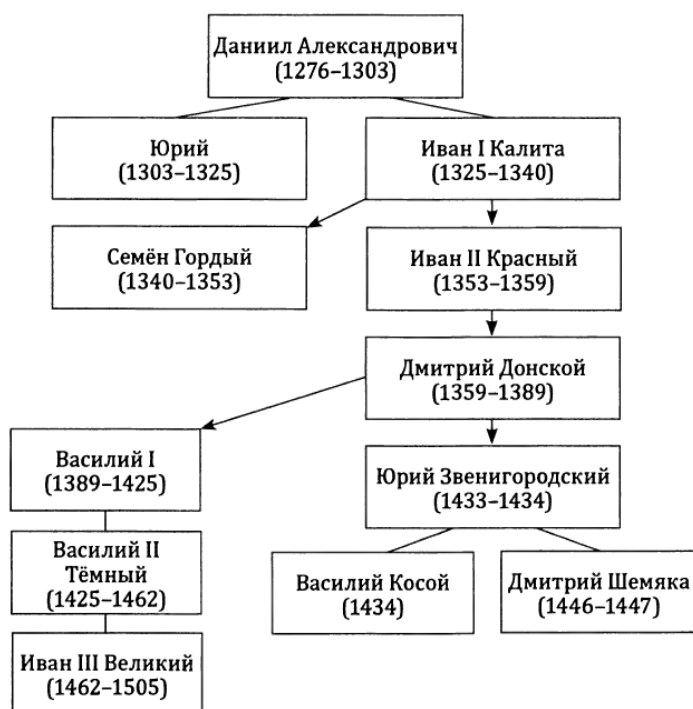 Даниил Александрович
(1276–1303)
Юрий
(1303–1325)
Иван I Калита
(1325–1340)
Семён Гордый
(1340–1353)
Иван II Красный
(1353–1359)
Дмитрий Донской
(1359–1389)
Василий I
(1389–1425)
Юрий Звенигородский
(1433–1434)
Василий II
Тёмный
(1425–1462)
Василий Косой
(1434)
Дмитрий Шемяка
(1446–1447)
Иван III Великий
(1462–1505)